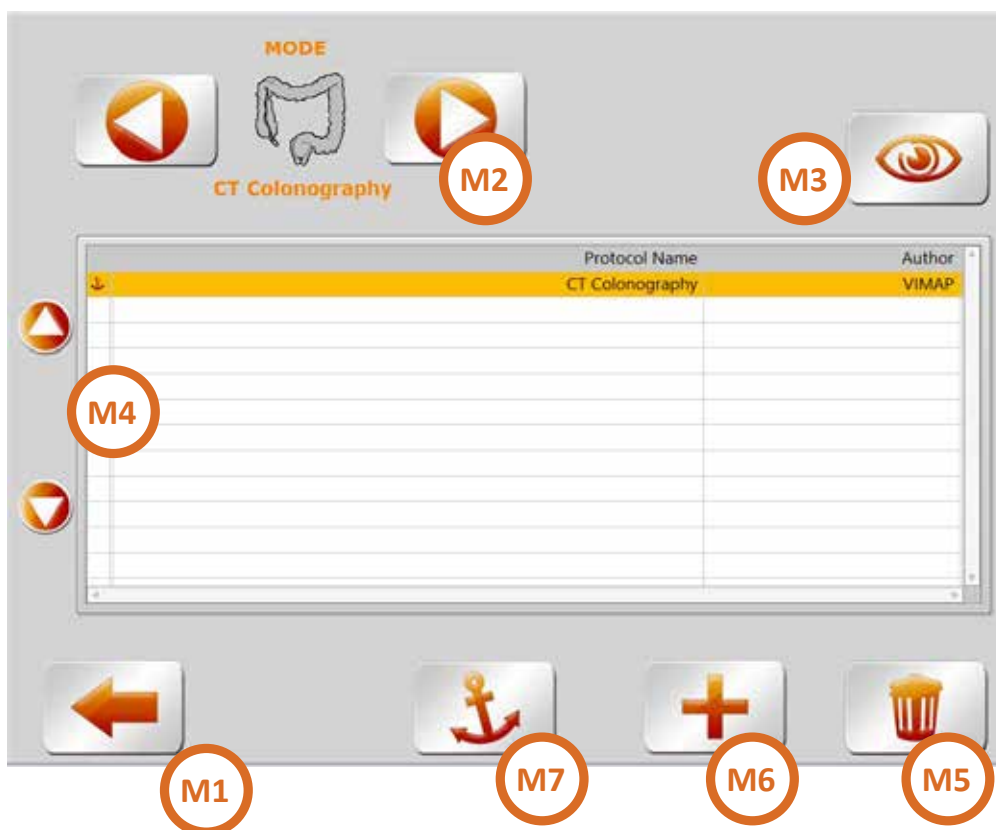 MODE
CT Colonography
M2
M3
Protocol Name Author
CT Colonography VIMAP
M4
M1
M7
M6
M5